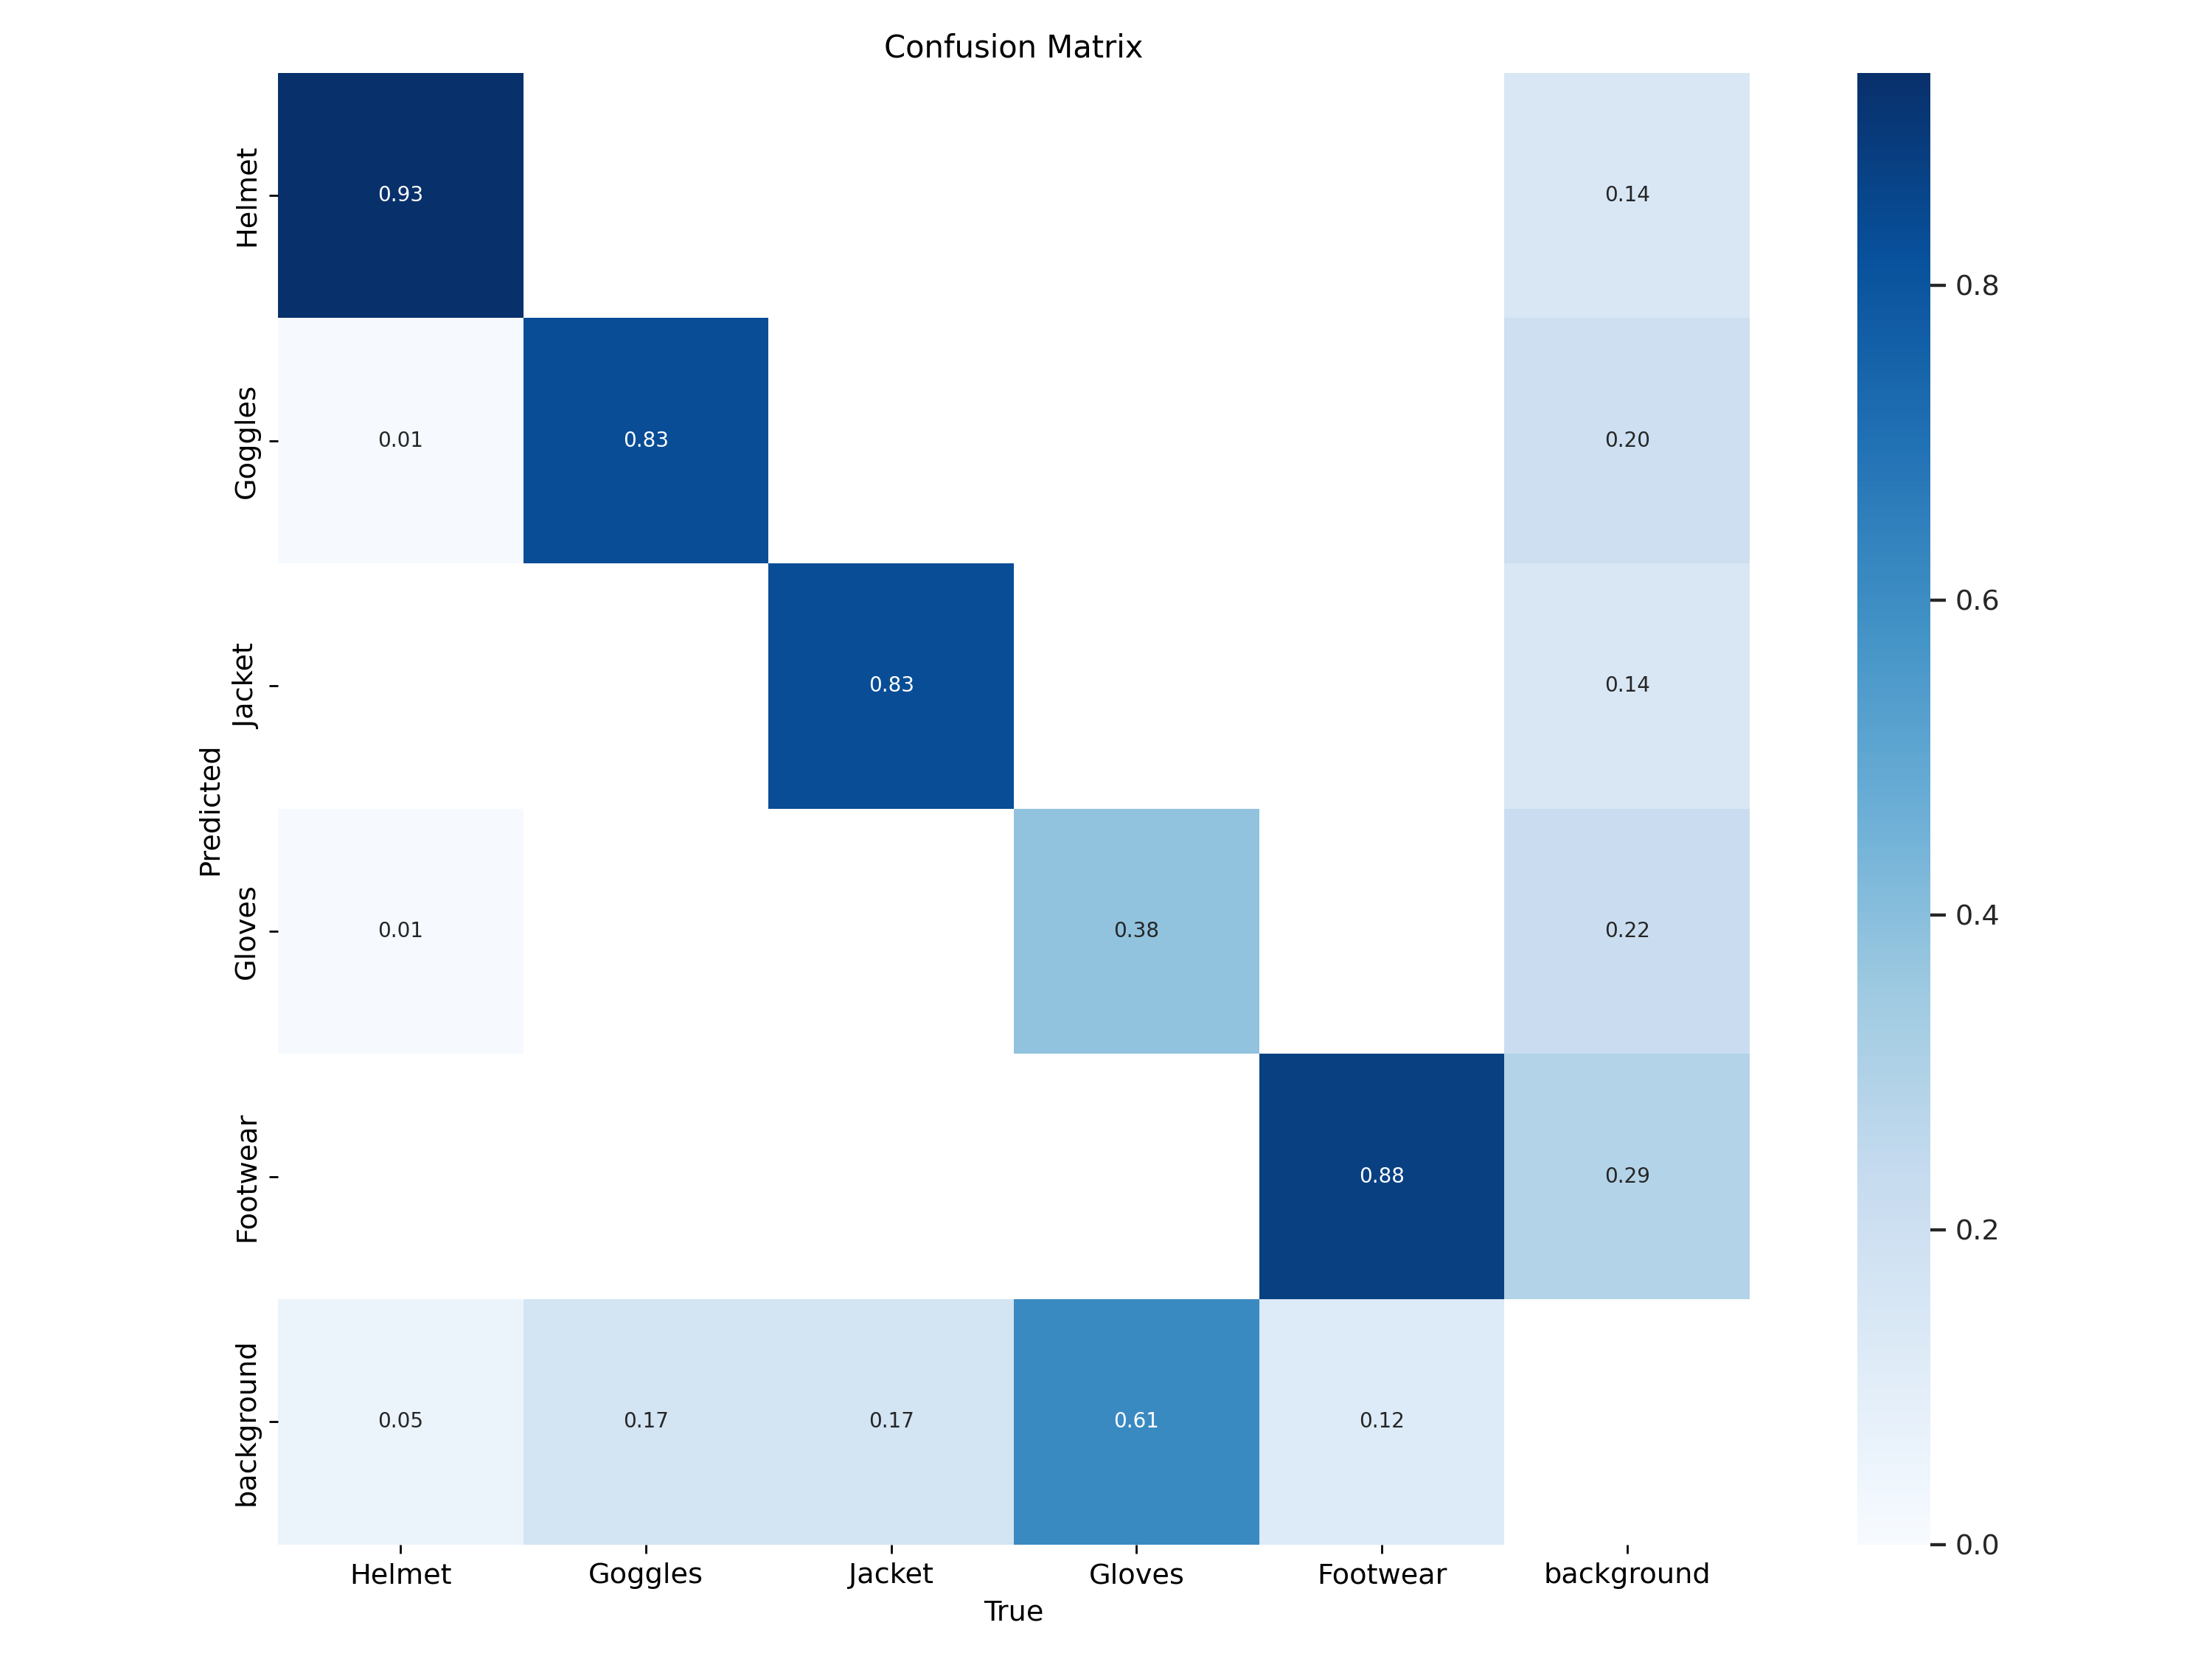 Confusion Matrix
Helmet
0.93
0.14
0.8
Goggles
0.01
0.83
0.20
0.6
Jacket
0.83
0.14
Predicted
0.4
Gloves
0.01
0.38
0.22
Footwear
0.88
0.29
0.2
background
0.05
0.17
0.17
0.61
0.12
0.0
Helmet
Goggles
Jacket
Gloves
Footwear
background
True